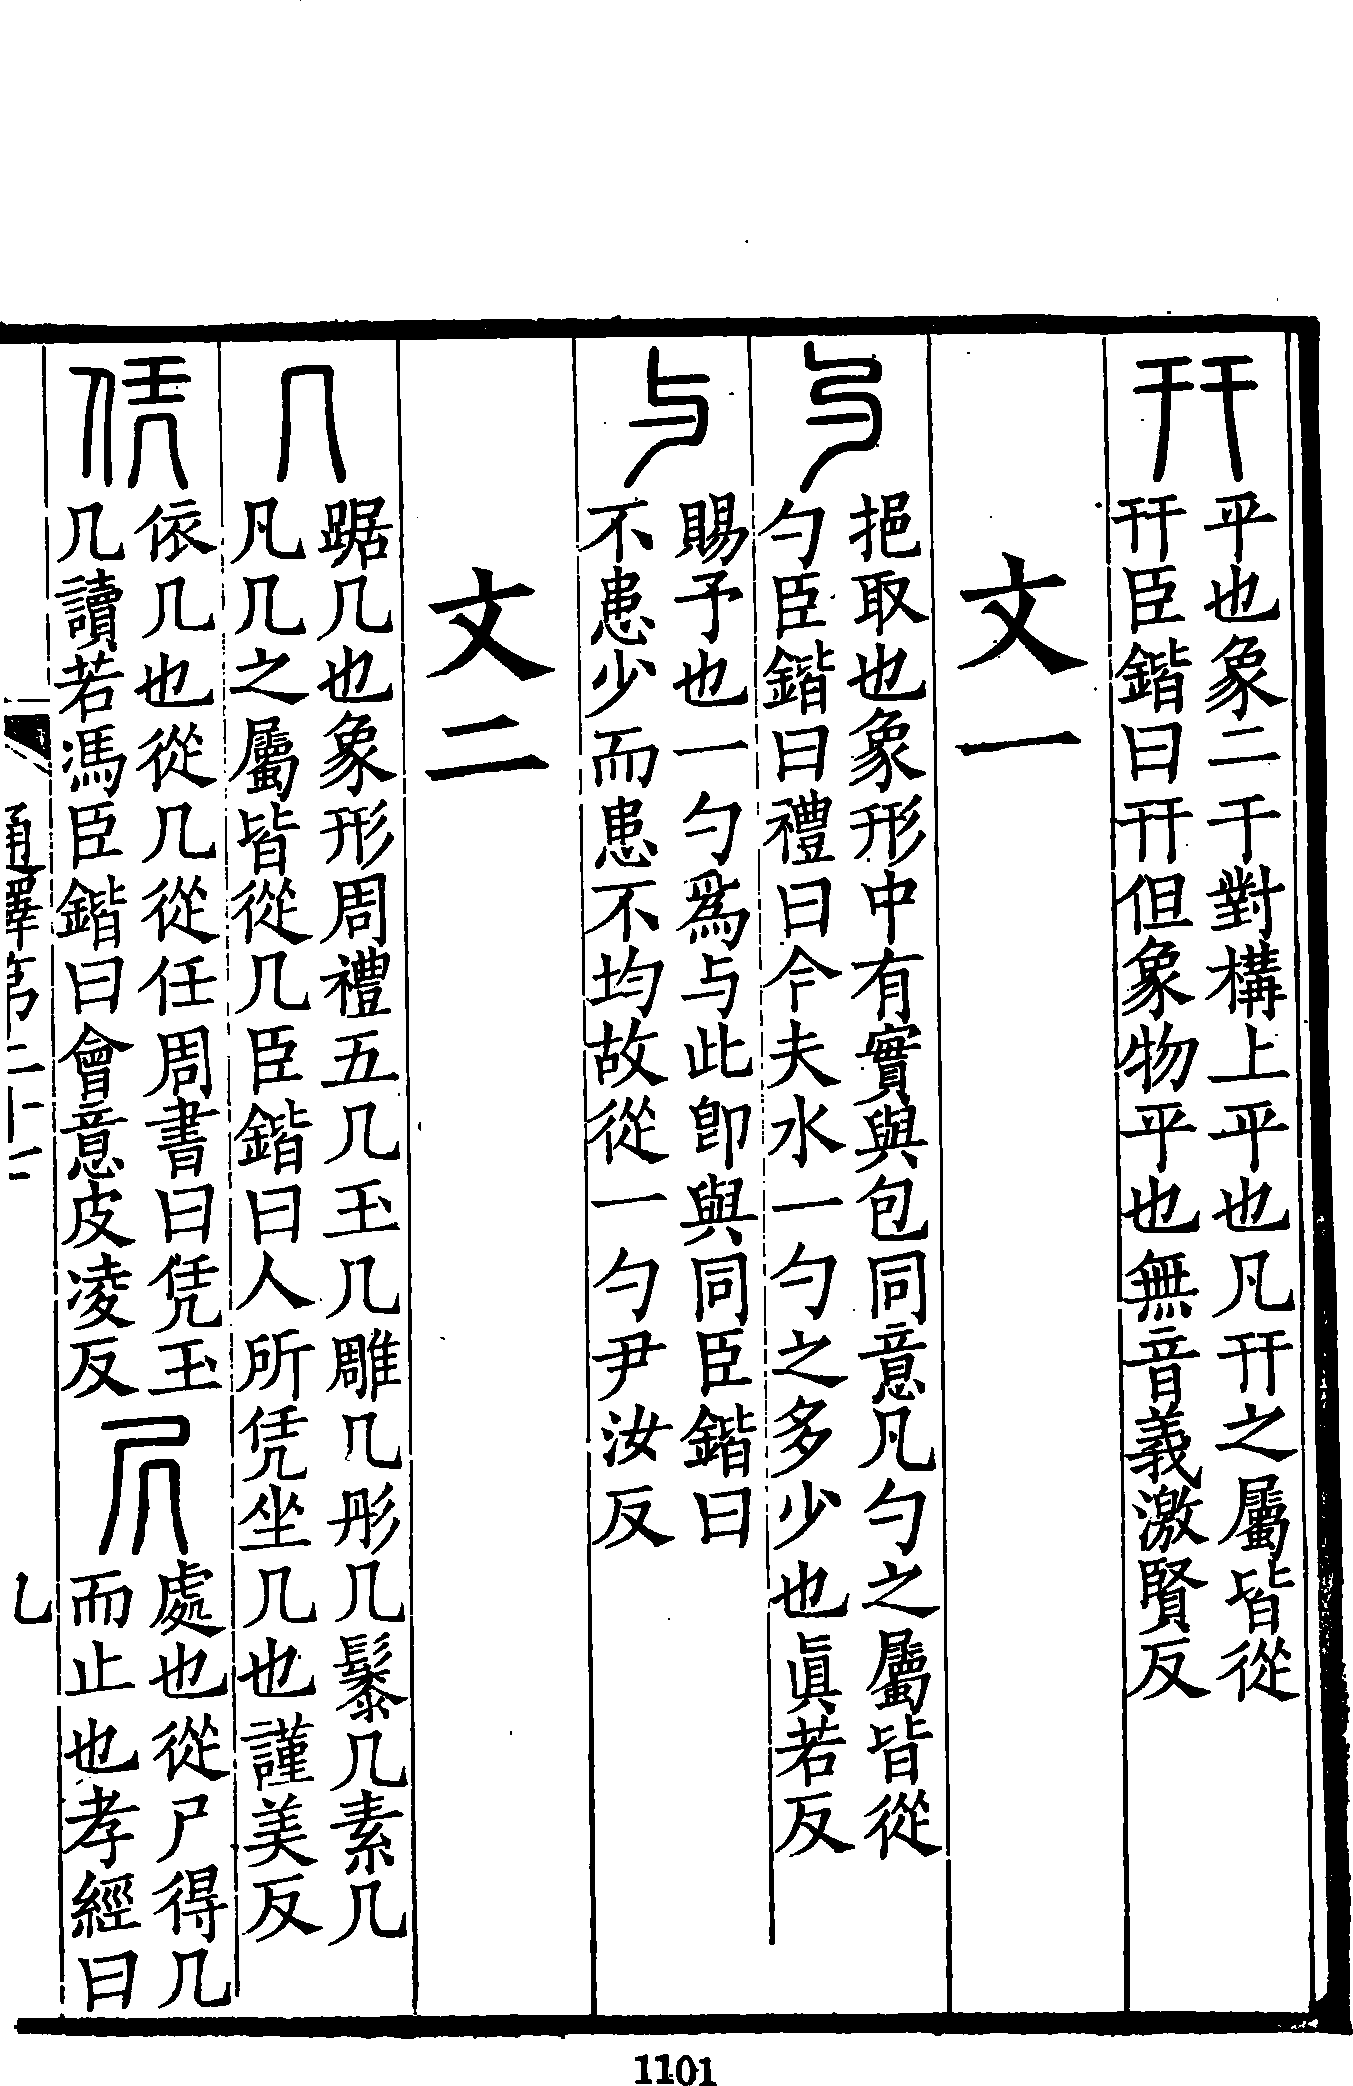 幵
平也象二干對構上平也凡幵之屬皆從
幵臣鍇曰幵但象物平也無音義激賢反
文一
勺
挹取也象形中有實與包同意凡勺之屬皆從
勺臣鍇曰禮曰今夫水一勺之多少也眞若反
与
賜予也一勺爲与此卽與同臣鍇曰
不患少而患不均故從一勺尹汝反
文二
几
踞几也象形周禮五几玉几雕几彤几鬏几素几
凡几之屬皆從几臣鍇曰人所凭坐几也謹美反
凭
依几也從几從任周書曰凭玉
几讀若馮臣鍇曰會意皮凌反
凥
處也從尸得几
而止也孝經曰
通釋第二十七
1101